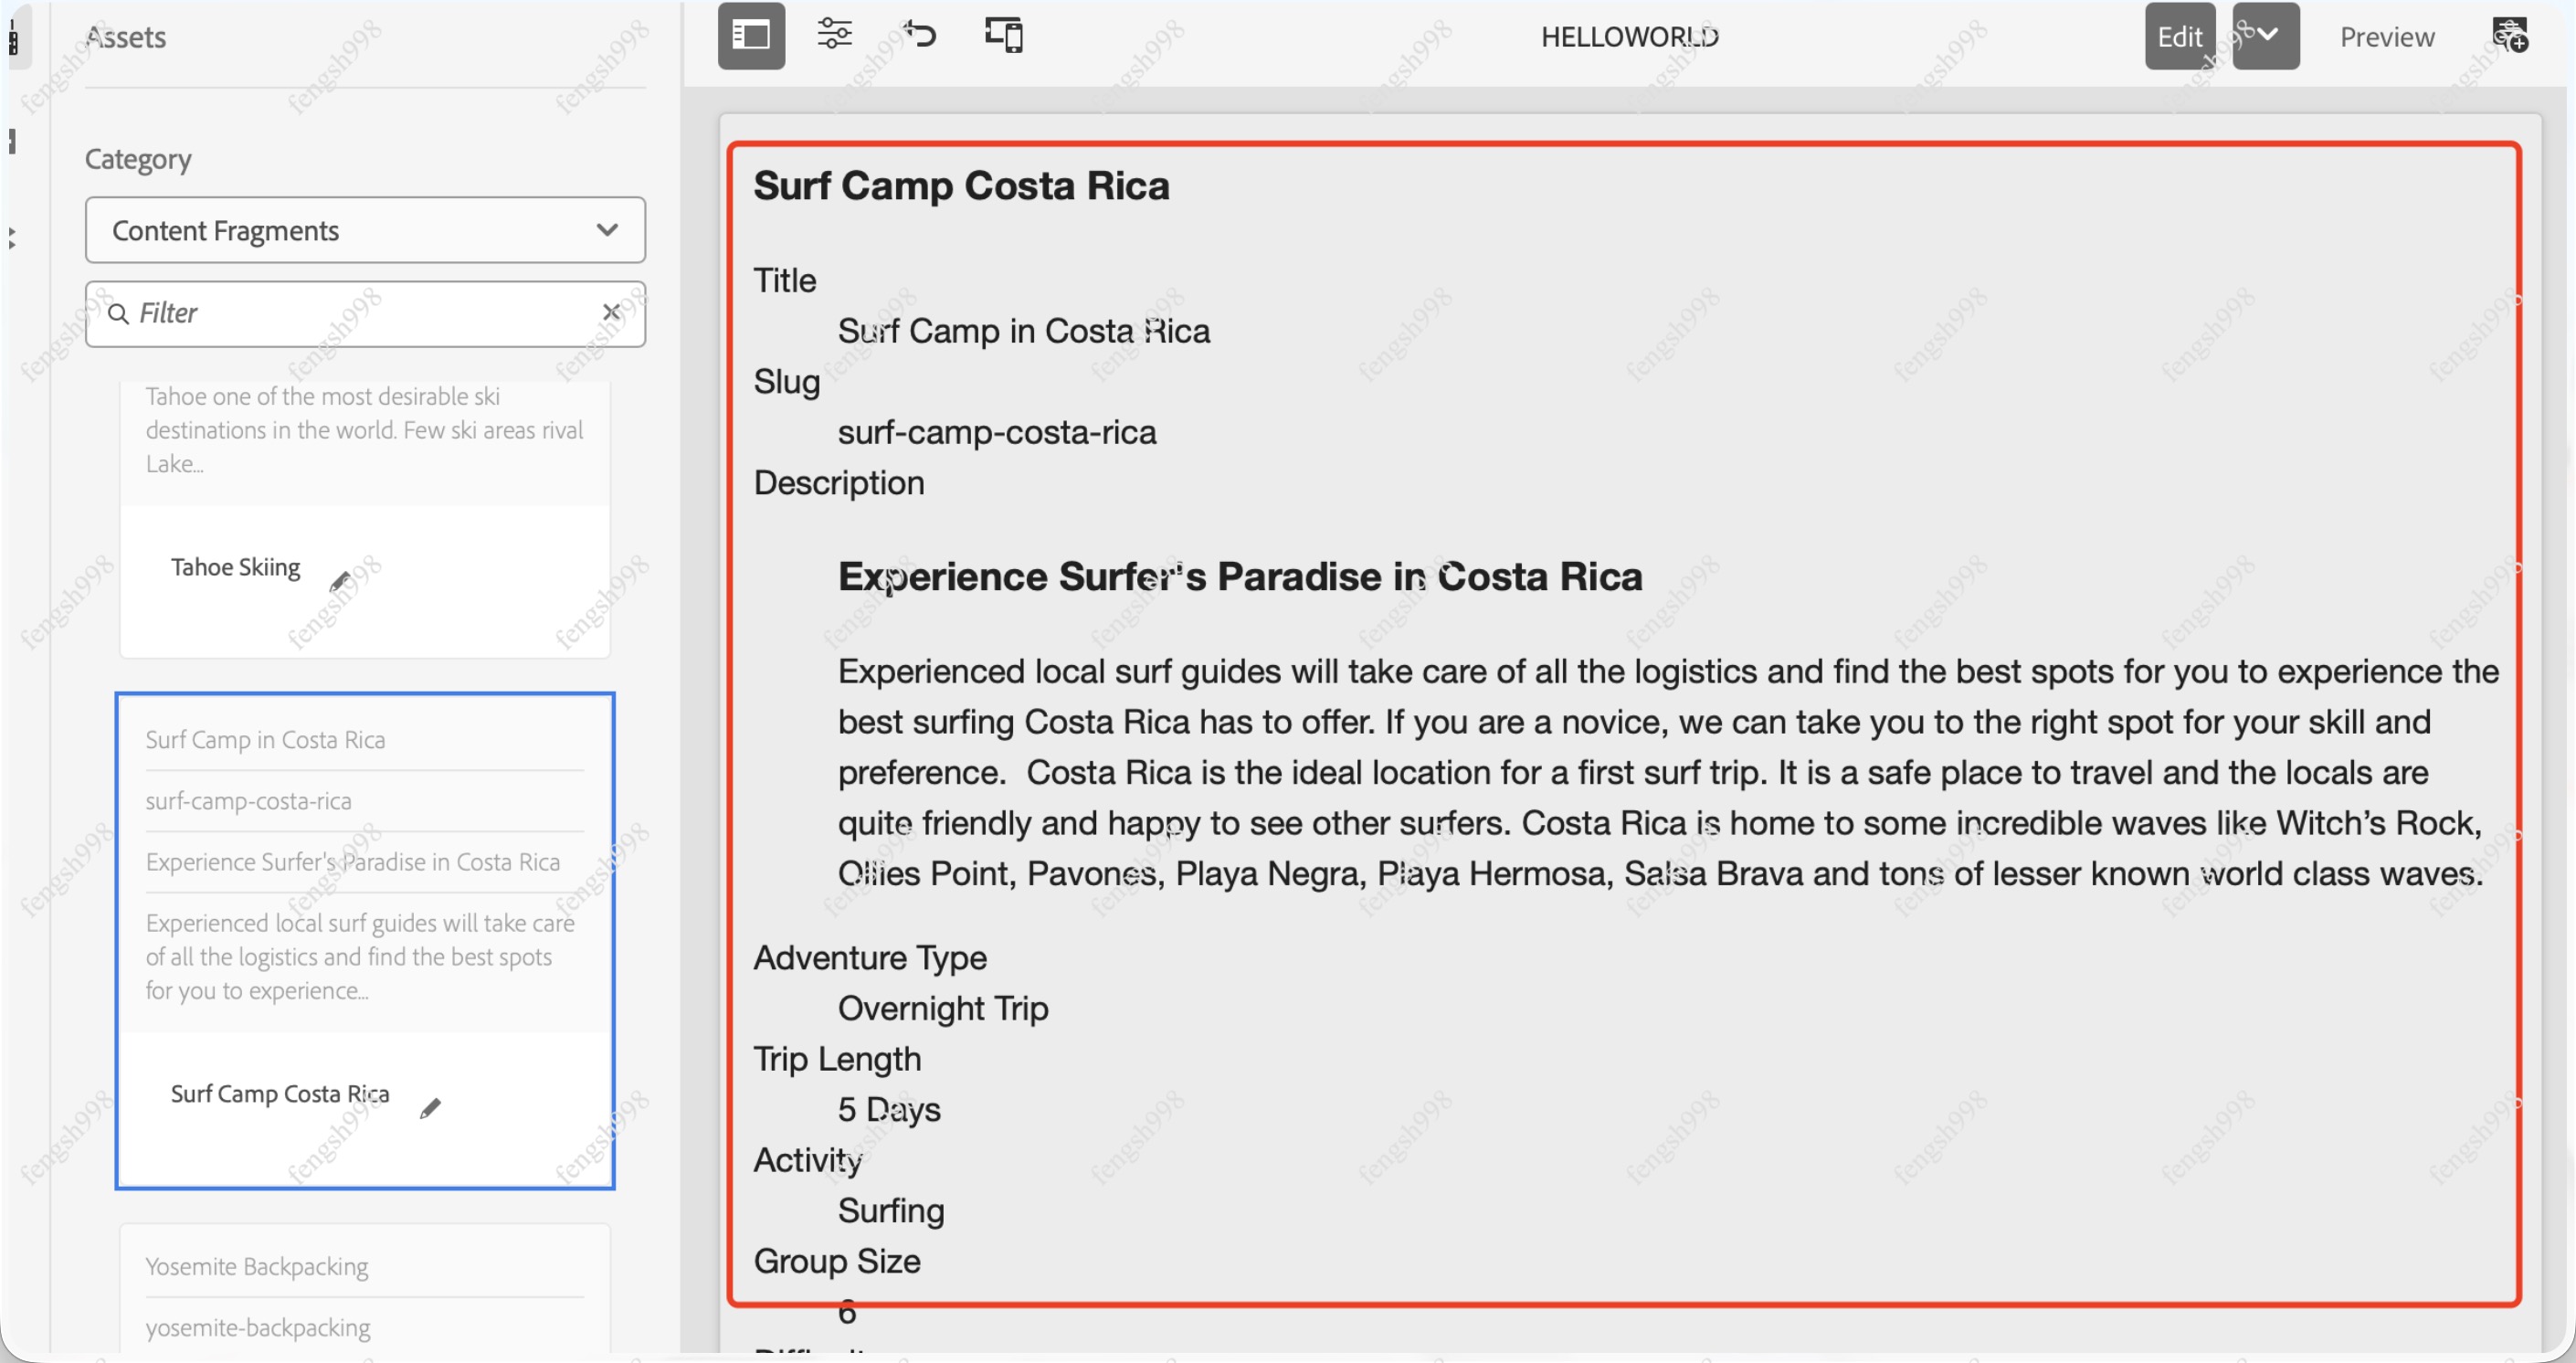 Assets
Category
Content Fragments
Filter
Tahoe one of the most desirable ski
destinations in the world. Few ski areas rival
Lake...
Tahoe Skiing
Surf Camp in Costa Rica
surf-camp-costa-rica
Experience Surfer's Paradise in Costa Rica
Experienced local surf guides will take care
of all the logistics and find the best spots
for you to experience...
Surf Camp Costa Rica
Yosemite Backpacking
yosemite-backpacking
HELLOWORLD
Edit
Preview
Surf Camp Costa Rica
Title
Surf Camp in Costa Rica
Slug
surf-camp-costa-rica
Description
Experience Surfer's Paradise in Costa Rica
Experienced local surf guides will take care of all the logistics and find the best spots for you to experience the
best surfing Costa Rica has to offer. If you are a novice, we can take you to the right spot for your skill and
preference.  Costa Rica is the ideal location for a first surf trip. It is a safe place to travel and the locals are
quite friendly and happy to see other surfers. Costa Rica is home to some incredible waves like Witch’s Rock,
Ollies Point, Pavones, Playa Negra, Playa Hermosa, Salsa Brava and tons of lesser known world class waves.
Adventure Type
Overnight Trip
Trip Length
5 Days
Activity
Surfing
Group Size
6
fengsh998